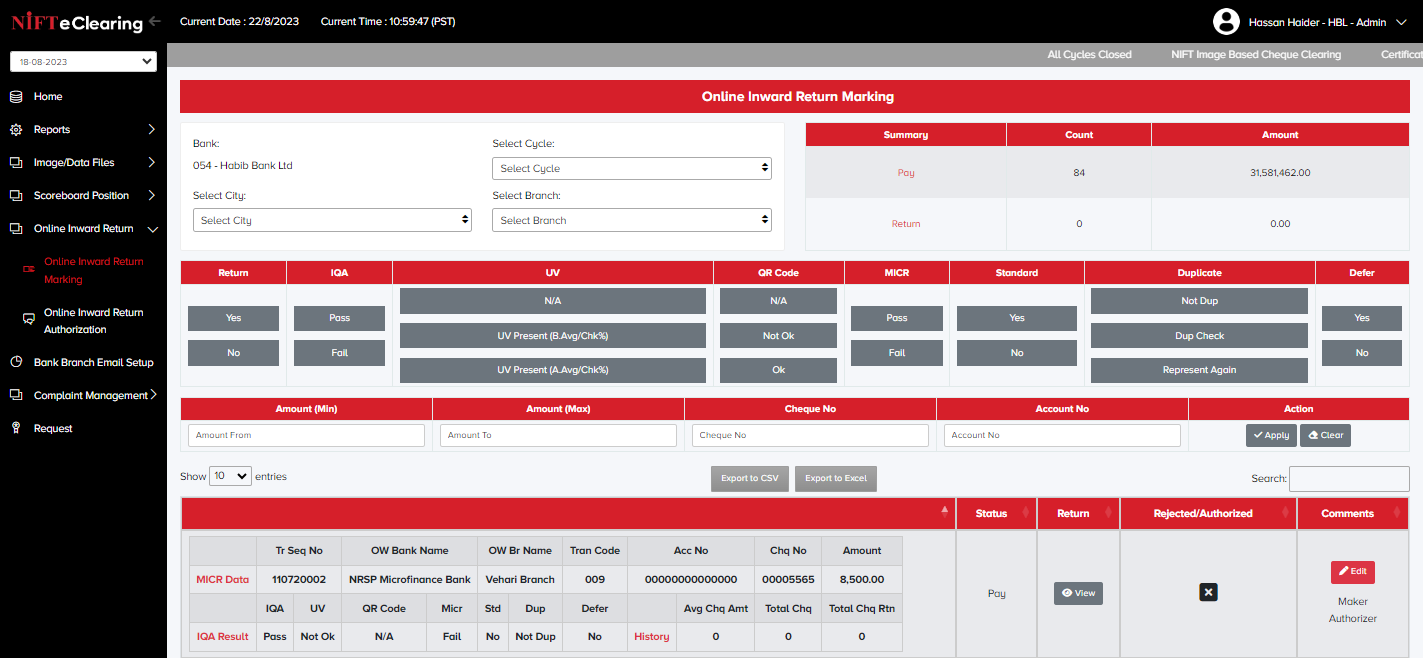 NIFT eClearing
Current Date : 22/8/2023
Current Time : 10:59:47 (PST)
Hassan Haider - HBL - Admin
All Cycles Closed
NIFT Image Based Cheque Clearing
Certificat
18-08-2023
Home
Reports
Image/Data Files
Scoreboard Position
Online Inward Return
Online Inward Return
Marking
Online Inward Return
Authorization
Bank Branch Email Setup
Complaint Management
Request
Online Inward Return Marking
Bank:
054 - Habib Bank Ltd
Select Cycle:
Select Cycle
Select City:
Select City
Select Branch:
Select Branch
Summary Count Amount
Pay 84 31,581,462.00
Return 0 0.00
Return IQA UV QR Code MICR Standard Duplicate Defer
Yes
No
Pass
Fail
N/A
UV Present (B.Avg/Chk%)
UV Present (A.Avg/Chk%)
N/A
Not Ok
Ok
Pass
Fail
Yes
No
Not Dup
Dup Check
Represent Again
Yes
No
Amount (Min) Amount (Max) Cheque No Account No Action
Amount From Amount To Cheque No Account No Apply Clear
Show 10 entries
Export to CSV
Export to Excel
Search:
Status Return Rejected/Authorized Comments
Tr Seq No OW Bank Name OW Br Name Tran Code Acc No Chq No Amount
MICR Data 110720002 NRSP Microfinance Bank Vehari Branch 009 00000000000000 00005565 8,500.00
IQA UV QR Code Micr Std Dup Defer Avg Chq Amt Total Chq Total Chq Rtn
IQA Result Pass Not Ok N/A Fail No Not Dup No History 0 0 0
Pay
View
Edit
Maker
Authorizer